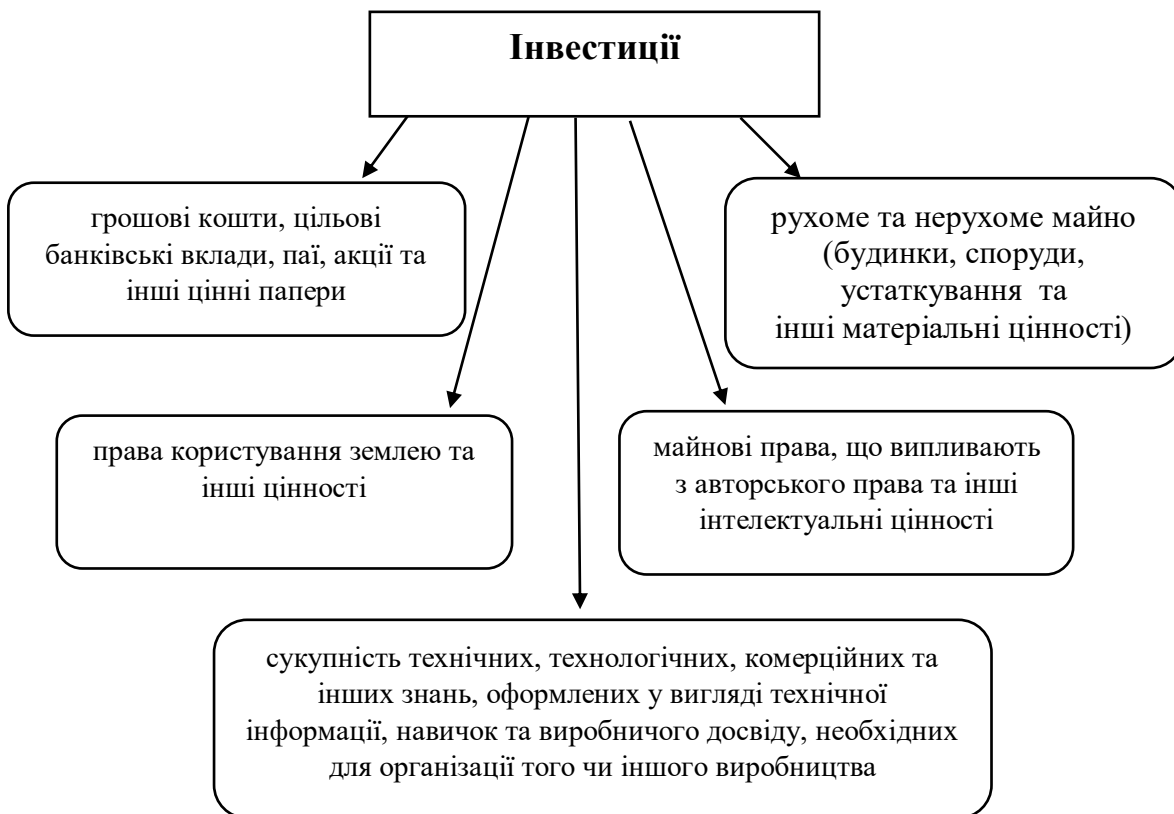 Інвестиції
грошові кошти, цільові
банківські вклади, паї, акції та
інші цінні папери
рухоме та нерухоме майно
(будинки, споруди,
устаткування та
інші матеріальні цінності)
права користування землею та
інші цінності
майнові права, що випливають
з авторського права та інші
інтелектуальні цінності
сукупність технічних, технологічних, комерційних та
інших знань, оформлених у вигляді технічної
інформації, навичок та виробничого досвіду, необхідних
для організації того чи іншого виробництва